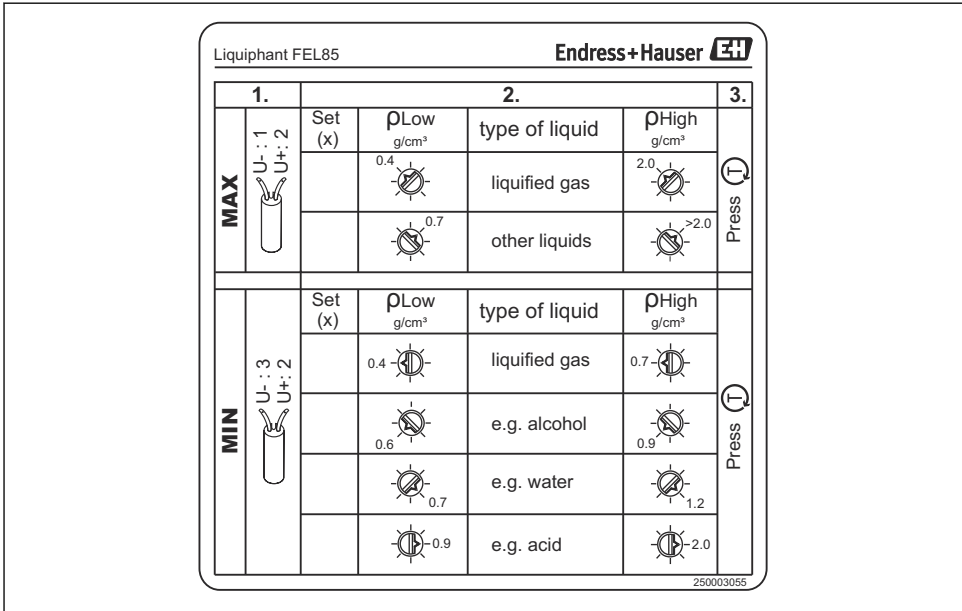 Liquiphant FEL85
Endress+Hauser EH
1. 2. 3.
MAX
U- : 1
U+: 2
Set (x) ρLow g/cm³ type of liquid ρHigh g/cm³
0.4 liquified gas 2.0
0.7 other liquids >2.0
Press T
MIN
U- : 3
U+: 2
Set (x) ρLow g/cm³ type of liquid ρHigh g/cm³
0.4 liquified gas 0.7
0.6 e.g. alcohol 0.9
0.7 e.g. water 1.2
0.9 e.g. acid 2.0
Press T
250003055